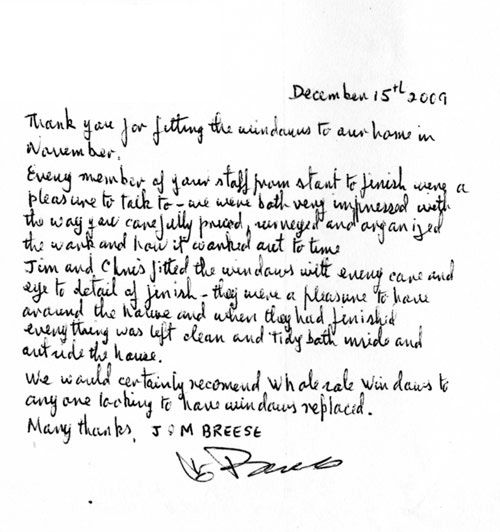 December 15th 2009
Thank you for fitting the windows to our home in
November.
Every member of your staff from start to finish were a
pleasure to talk to - we were both very impressed with
the way you carefully priced, surveyed and organized
the work and how it worked out to time
Jim and Chris fitted the windows with every care and
eye to detail of finish - they were a pleasure to have
around the house and when they had finish'd
everything was left clean and tidy both inside and
outside the house.
We would certainly recomend Wholesale Windows to
any one looking to have windows replaced.
Many thanks, J & M BREESE